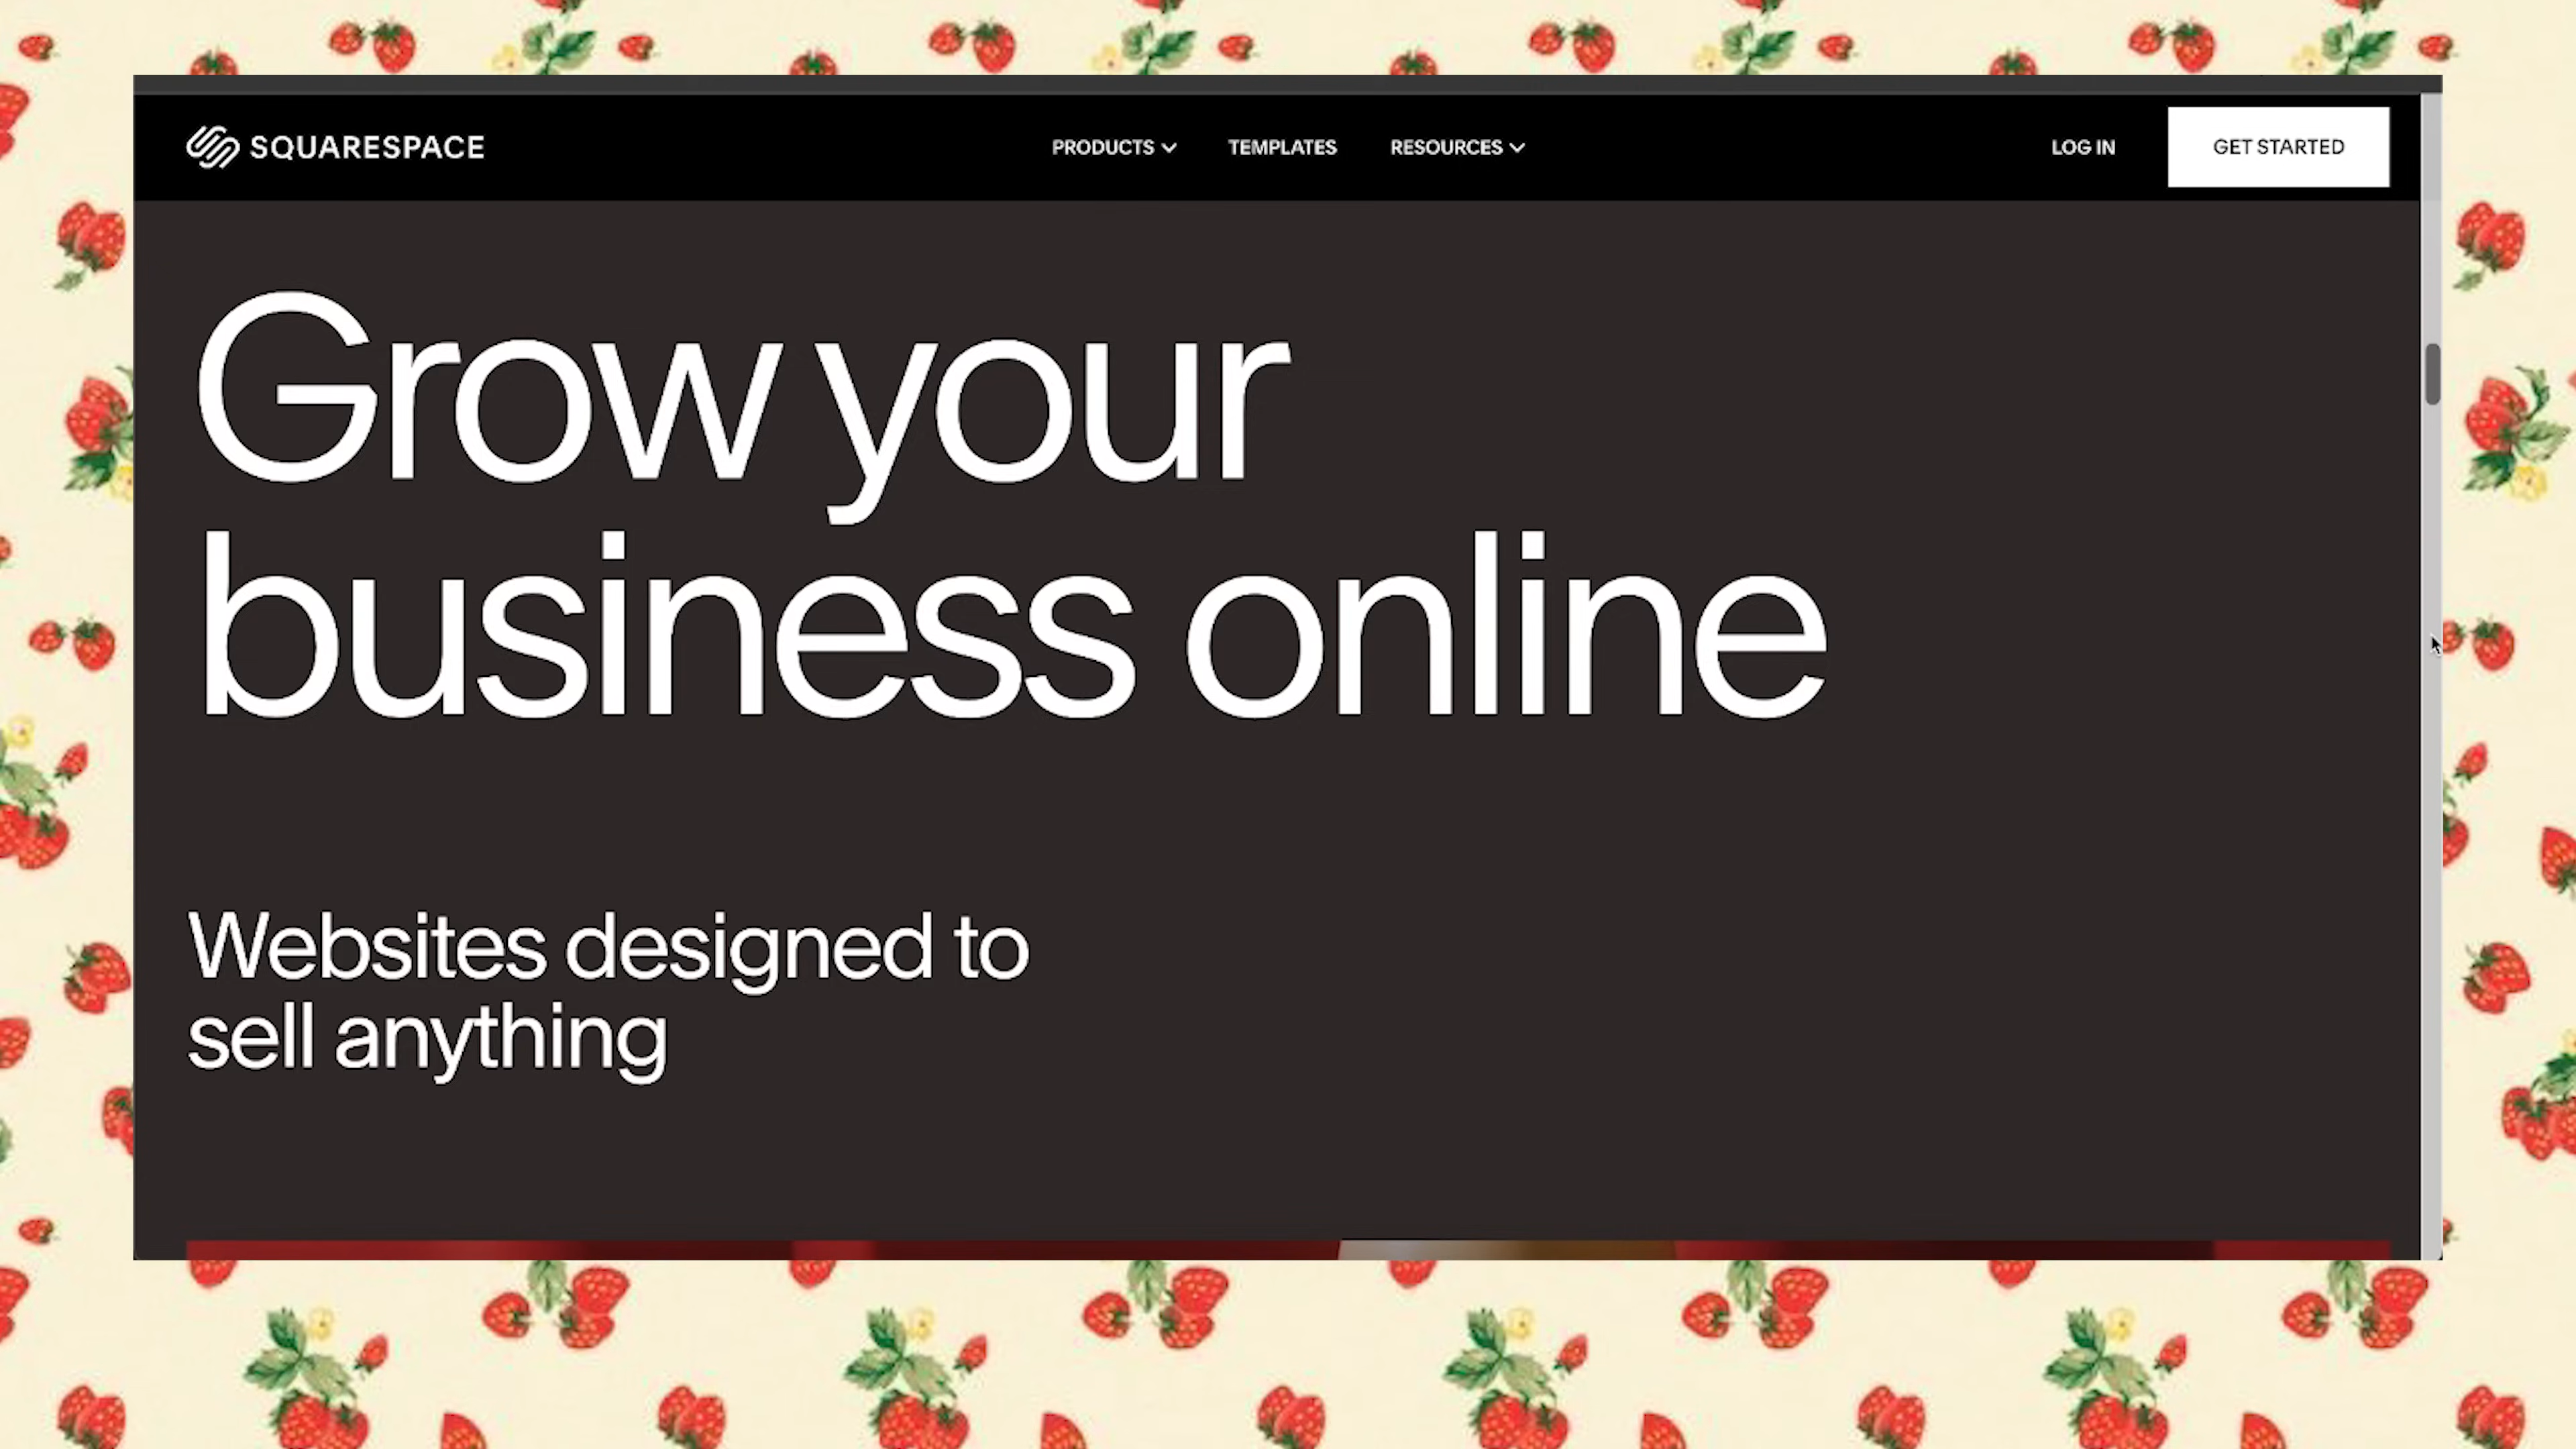 SQUARESPACE
PRODUCTS
TEMPLATES
RESOURCES
LOG IN
GET STARTED
Grow your
business online
Websites designed to
sell anything